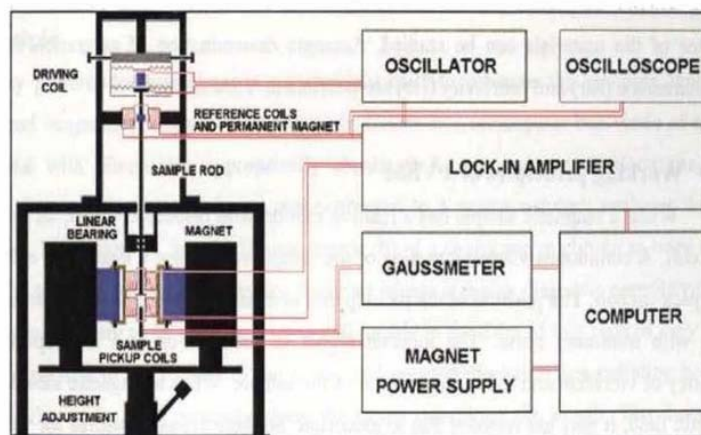 DRIVING
COIL
OSCILLATOR
OSCILLOSCOPE
REFERENCE COILS
AND PERMANENT MAGNET
SAMPLE ROD
LOCK-IN AMPLIFIER
LINEAR
BEARING
MAGNET
GAUSSMETER
COMPUTER
SAMPLE
PICKUP COILS
MAGNET
POWER SUPPLY
HEIGHT
ADJUSTMENT